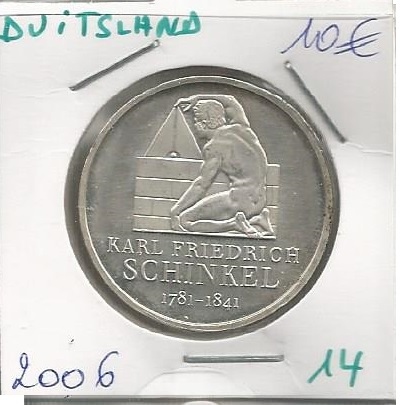 DUITSLAND 10€
KARL FRIEDRICH
SCHINKEL
1781-1841
2006 14